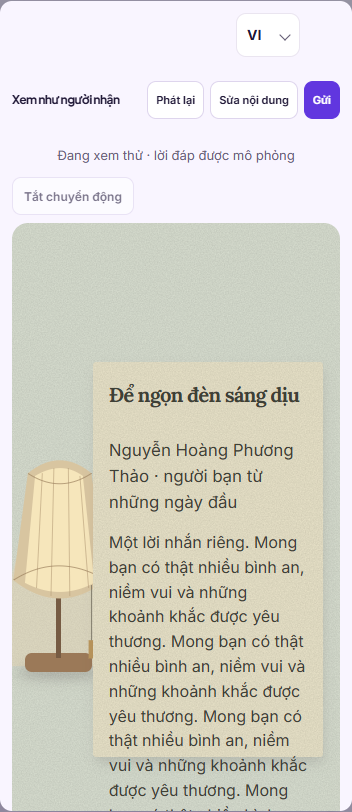 VI
Xem như người nhận
Phát lại
Sửa nội dung
Gửi
Đang xem thử · lời đáp được mô phỏng
Tắt chuyển động
Để ngọn đèn sáng dịu
Nguyễn Hoàng Phương
Thảo · người bạn từ
những ngày đầu
Một lời nhắn riêng. Mong
bạn có thật nhiều bình an,
niềm vui và những
khoảnh khắc được yêu
thương. Mong bạn có thật
nhiều bình an, niềm vui và
những khoảnh khắc được
yêu thương. Mong bạn có
thật nhiều bình an, niềm
vui và những khoảnh khắc
được yêu thương. Mong